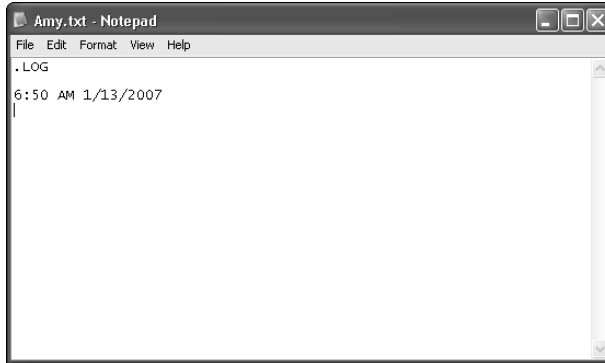 Amy.txt - Notepad
File Edit Format View Help
.LOG
6:50 AM 1/13/2007